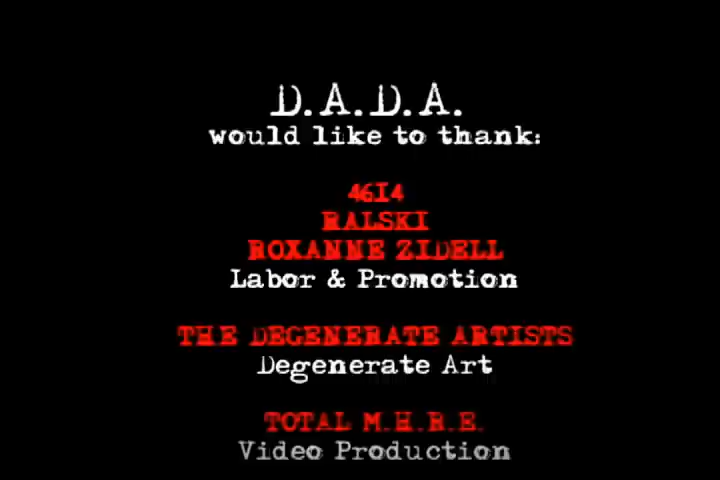 D.A.D.A.
would like to thank:
4614
RALSKI
ROXANNE ZIDELL
Labor & Promotion
THE DEGENERATE ARTISTS
Degenerate Art
TOTAL M.H.R.E.
Video Production